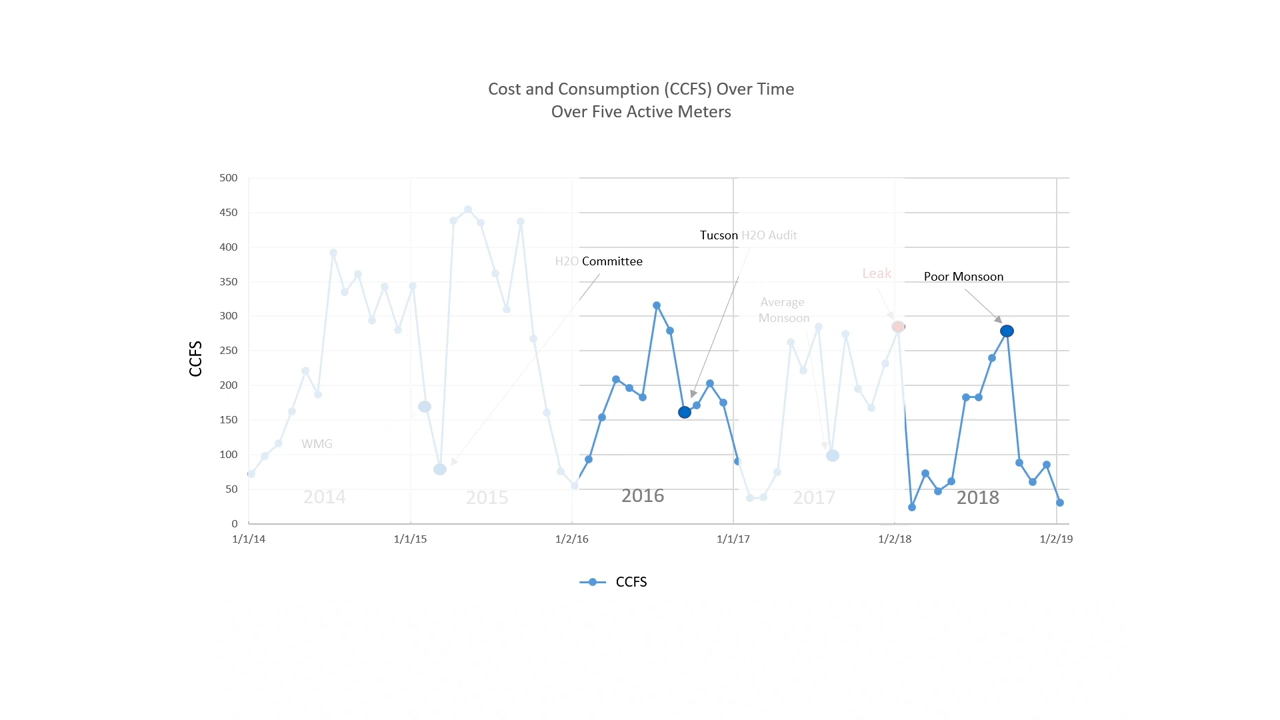 Cost and Consumption (CCFS) Over Time
Over Five Active Meters
500
450
400
350
300
250
200
150
100
50
0
CCFS
Tucson H2O Audit
H2O Committee
Leak
Poor Monsoon
Average
Monsoon
WMG
2014
2015
2016
2017
2018
1/1/14
1/1/15
1/2/16
1/1/17
1/2/18
1/2/19
CCFS